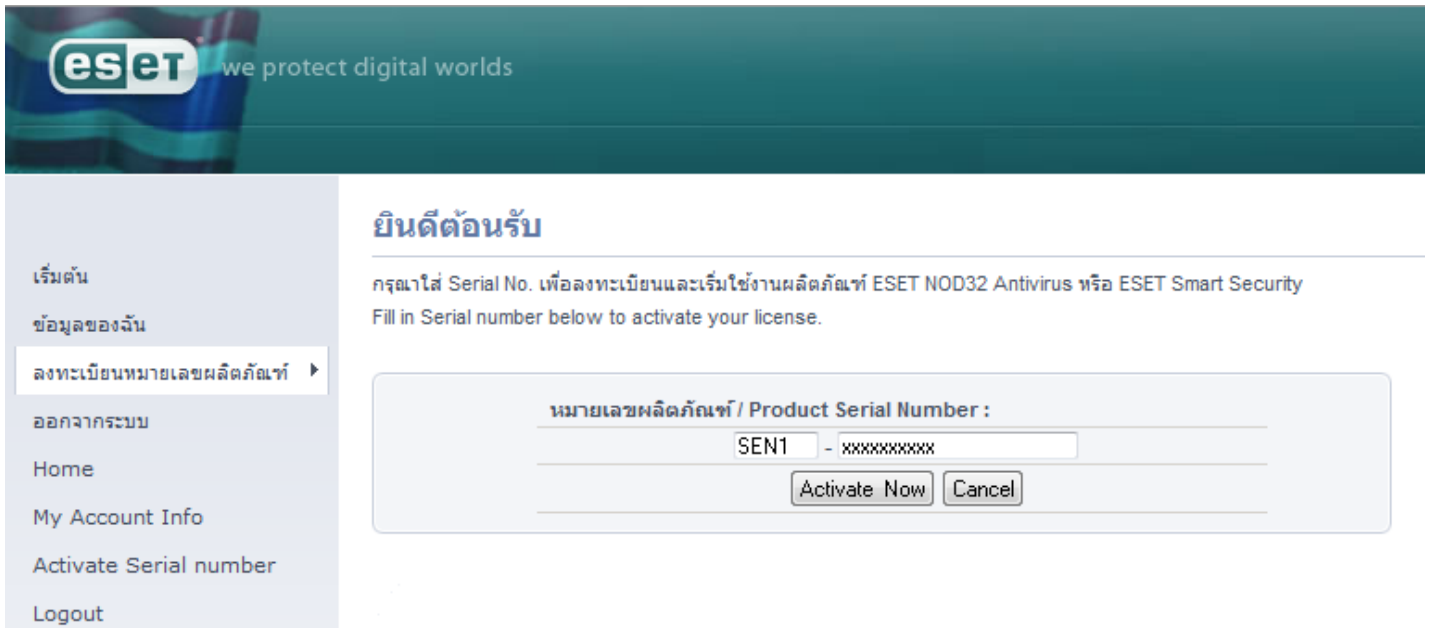 eset we protect digital worlds
เริ่มต้น
ข้อมูลของฉัน
ลงทะเบียนหมายเลขผลิตภัณฑ์
ออกจากระบบ
Home
My Account Info
Activate Serial number
Logout
ยินดีต้อนรับ
กรุณาใส่ Serial No. เพื่อลงทะเบียนและเริ่มใช้งานผลิตภัณฑ์ ESET NOD32 Antivirus หรือ ESET Smart Security
Fill in Serial number below to activate your license.
หมายเลขผลิตภัณฑ์ / Product Serial Number :
SEN1 - xxxxxxxxxx
Activate Now Cancel